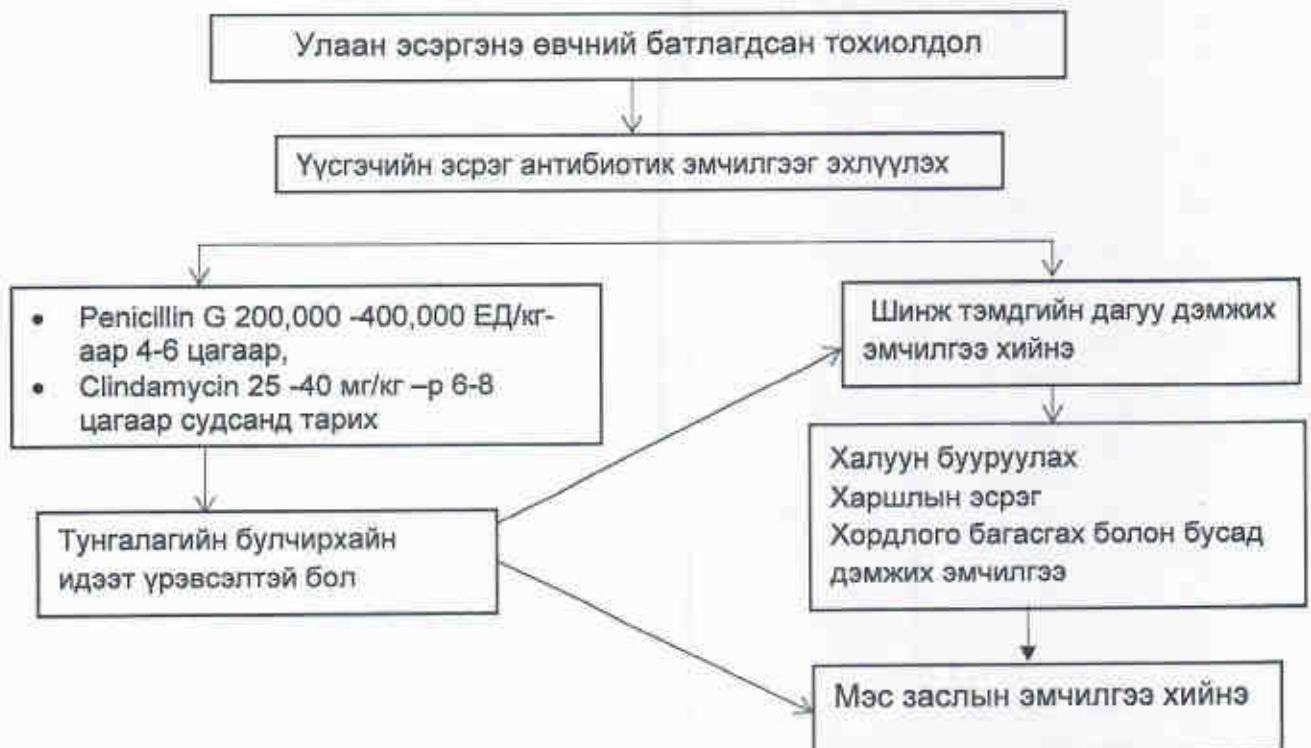 Улаан эсэргэнэ өвчний батлагдсан тохиолдол
Үүсгэчийн эсрэг антибиотик эмчилгээг эхлүүлэх
• Penicillin G 200,000 -400,000 ЕД/кг-
аар 4-6 цагаар,
• Clindamycin 25 -40 мг/кг –р 6-8
цагаар судсанд тарих
Шинж тэмдгийн дагуу дэмжих
эмчилгээ хийнэ
Тунгалагийн булчирхайн
идээт үрэвсэлтэй бол
Халуун бууруулах
Харшлын эсрэг
Хордлого багасгах болон бусад
дэмжих эмчилгээ
Мэс заслын эмчилгээ хийнэ